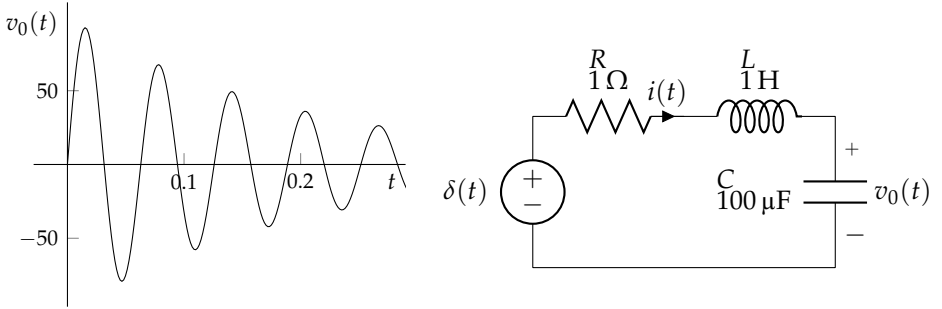 v₀(t)
50
−50
0.1
0.2
t
R
1 Ω
i(t)
L
1 H
δ(t)
+
−
C
100 µF
+
v₀(t)
−